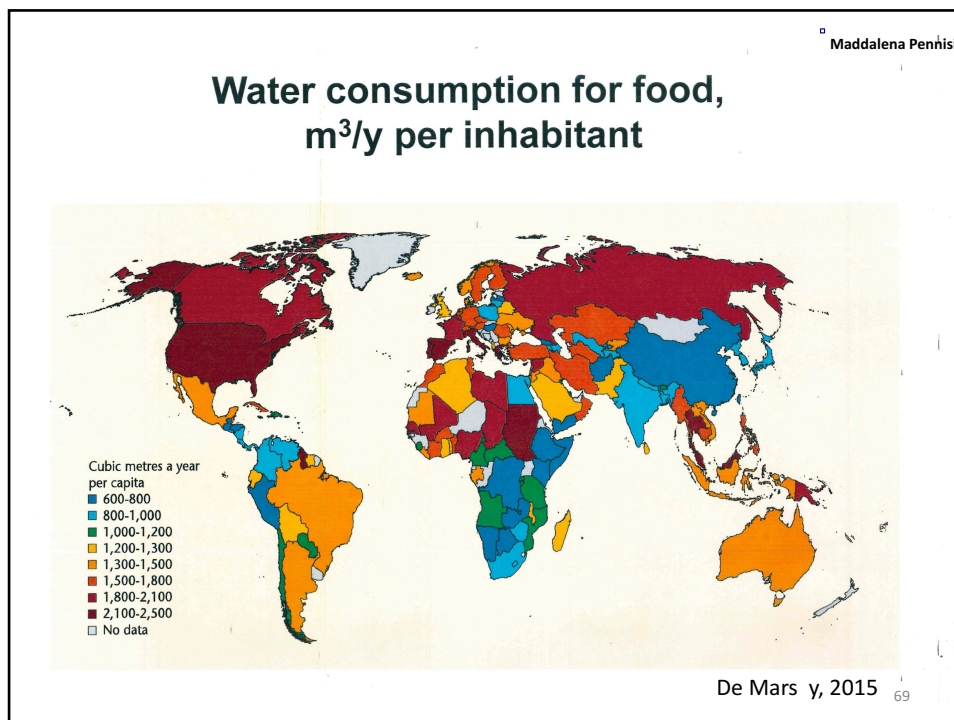 Maddalena Pennisi
Water consumption for food,
m³/y per inhabitant
Cubic metres a year
per capita
600-800
800-1,000
1,000-1,200
1,200-1,300
1,300-1,500
1,500-1,800
1,800-2,100
2,100-2,500
No data
De Mars y, 2015
69